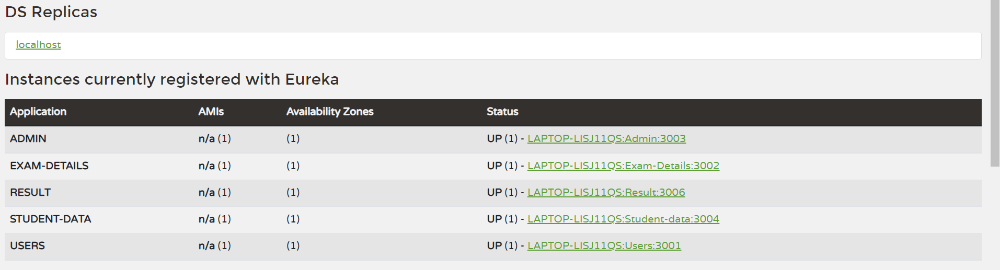 DS Replicas
localhost
Instances currently registered with Eureka
Application AMIs Availability Zones Status
ADMIN n/a (1) (1) UP (1) - LAPTOP-LISJ11QS:Admin:3003
EXAM-DETAILS n/a (1) (1) UP (1) - LAPTOP-LISJ11QS:Exam-Details:3002
RESULT n/a (1) (1) UP (1) - LAPTOP-LISJ11QS:Result:3006
STUDENT-DATA n/a (1) (1) UP (1) - LAPTOP-LISJ11QS:Student-data:3004
USERS n/a (1) (1) UP (1) - LAPTOP-LISJ11QS:Users:3001